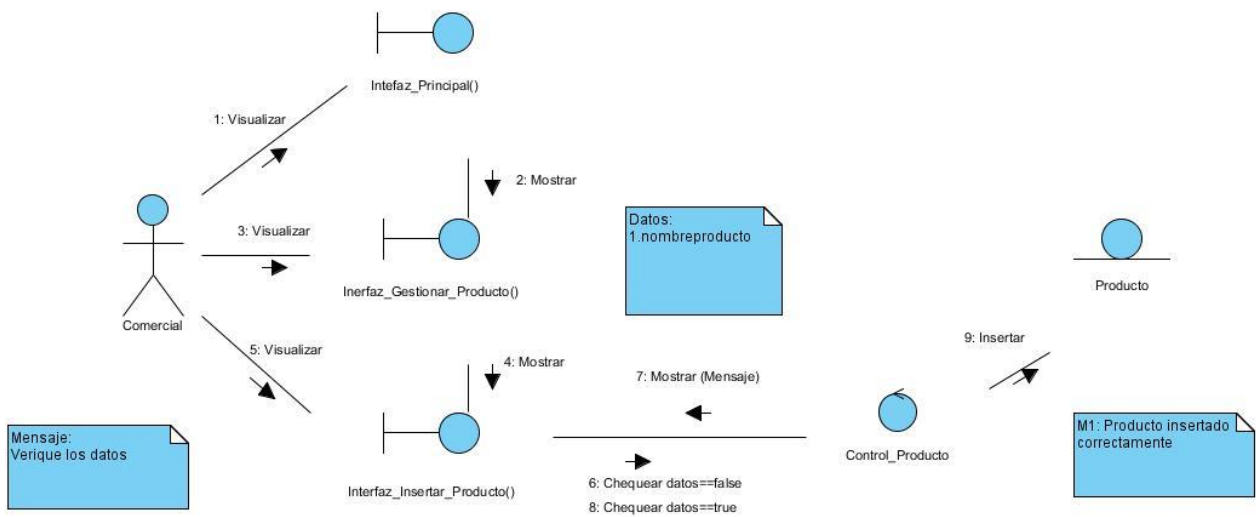 Intefaz_Principal()
1: Visualizar
2: Mostrar
3: Visualizar
Datos:
1.nombreproducto
Inerfaz_Gestionar_Producto()
Producto
Comercial
5: Visualizar
4: Mostrar
9: Insertar
7: Mostrar (Mensaje)
Mensaje:
Verique los datos
M1: Producto insertado
correctamente
Control_Producto
Interfaz_Insertar_Producto()
6: Chequear datos==false
8: Chequear datos==true